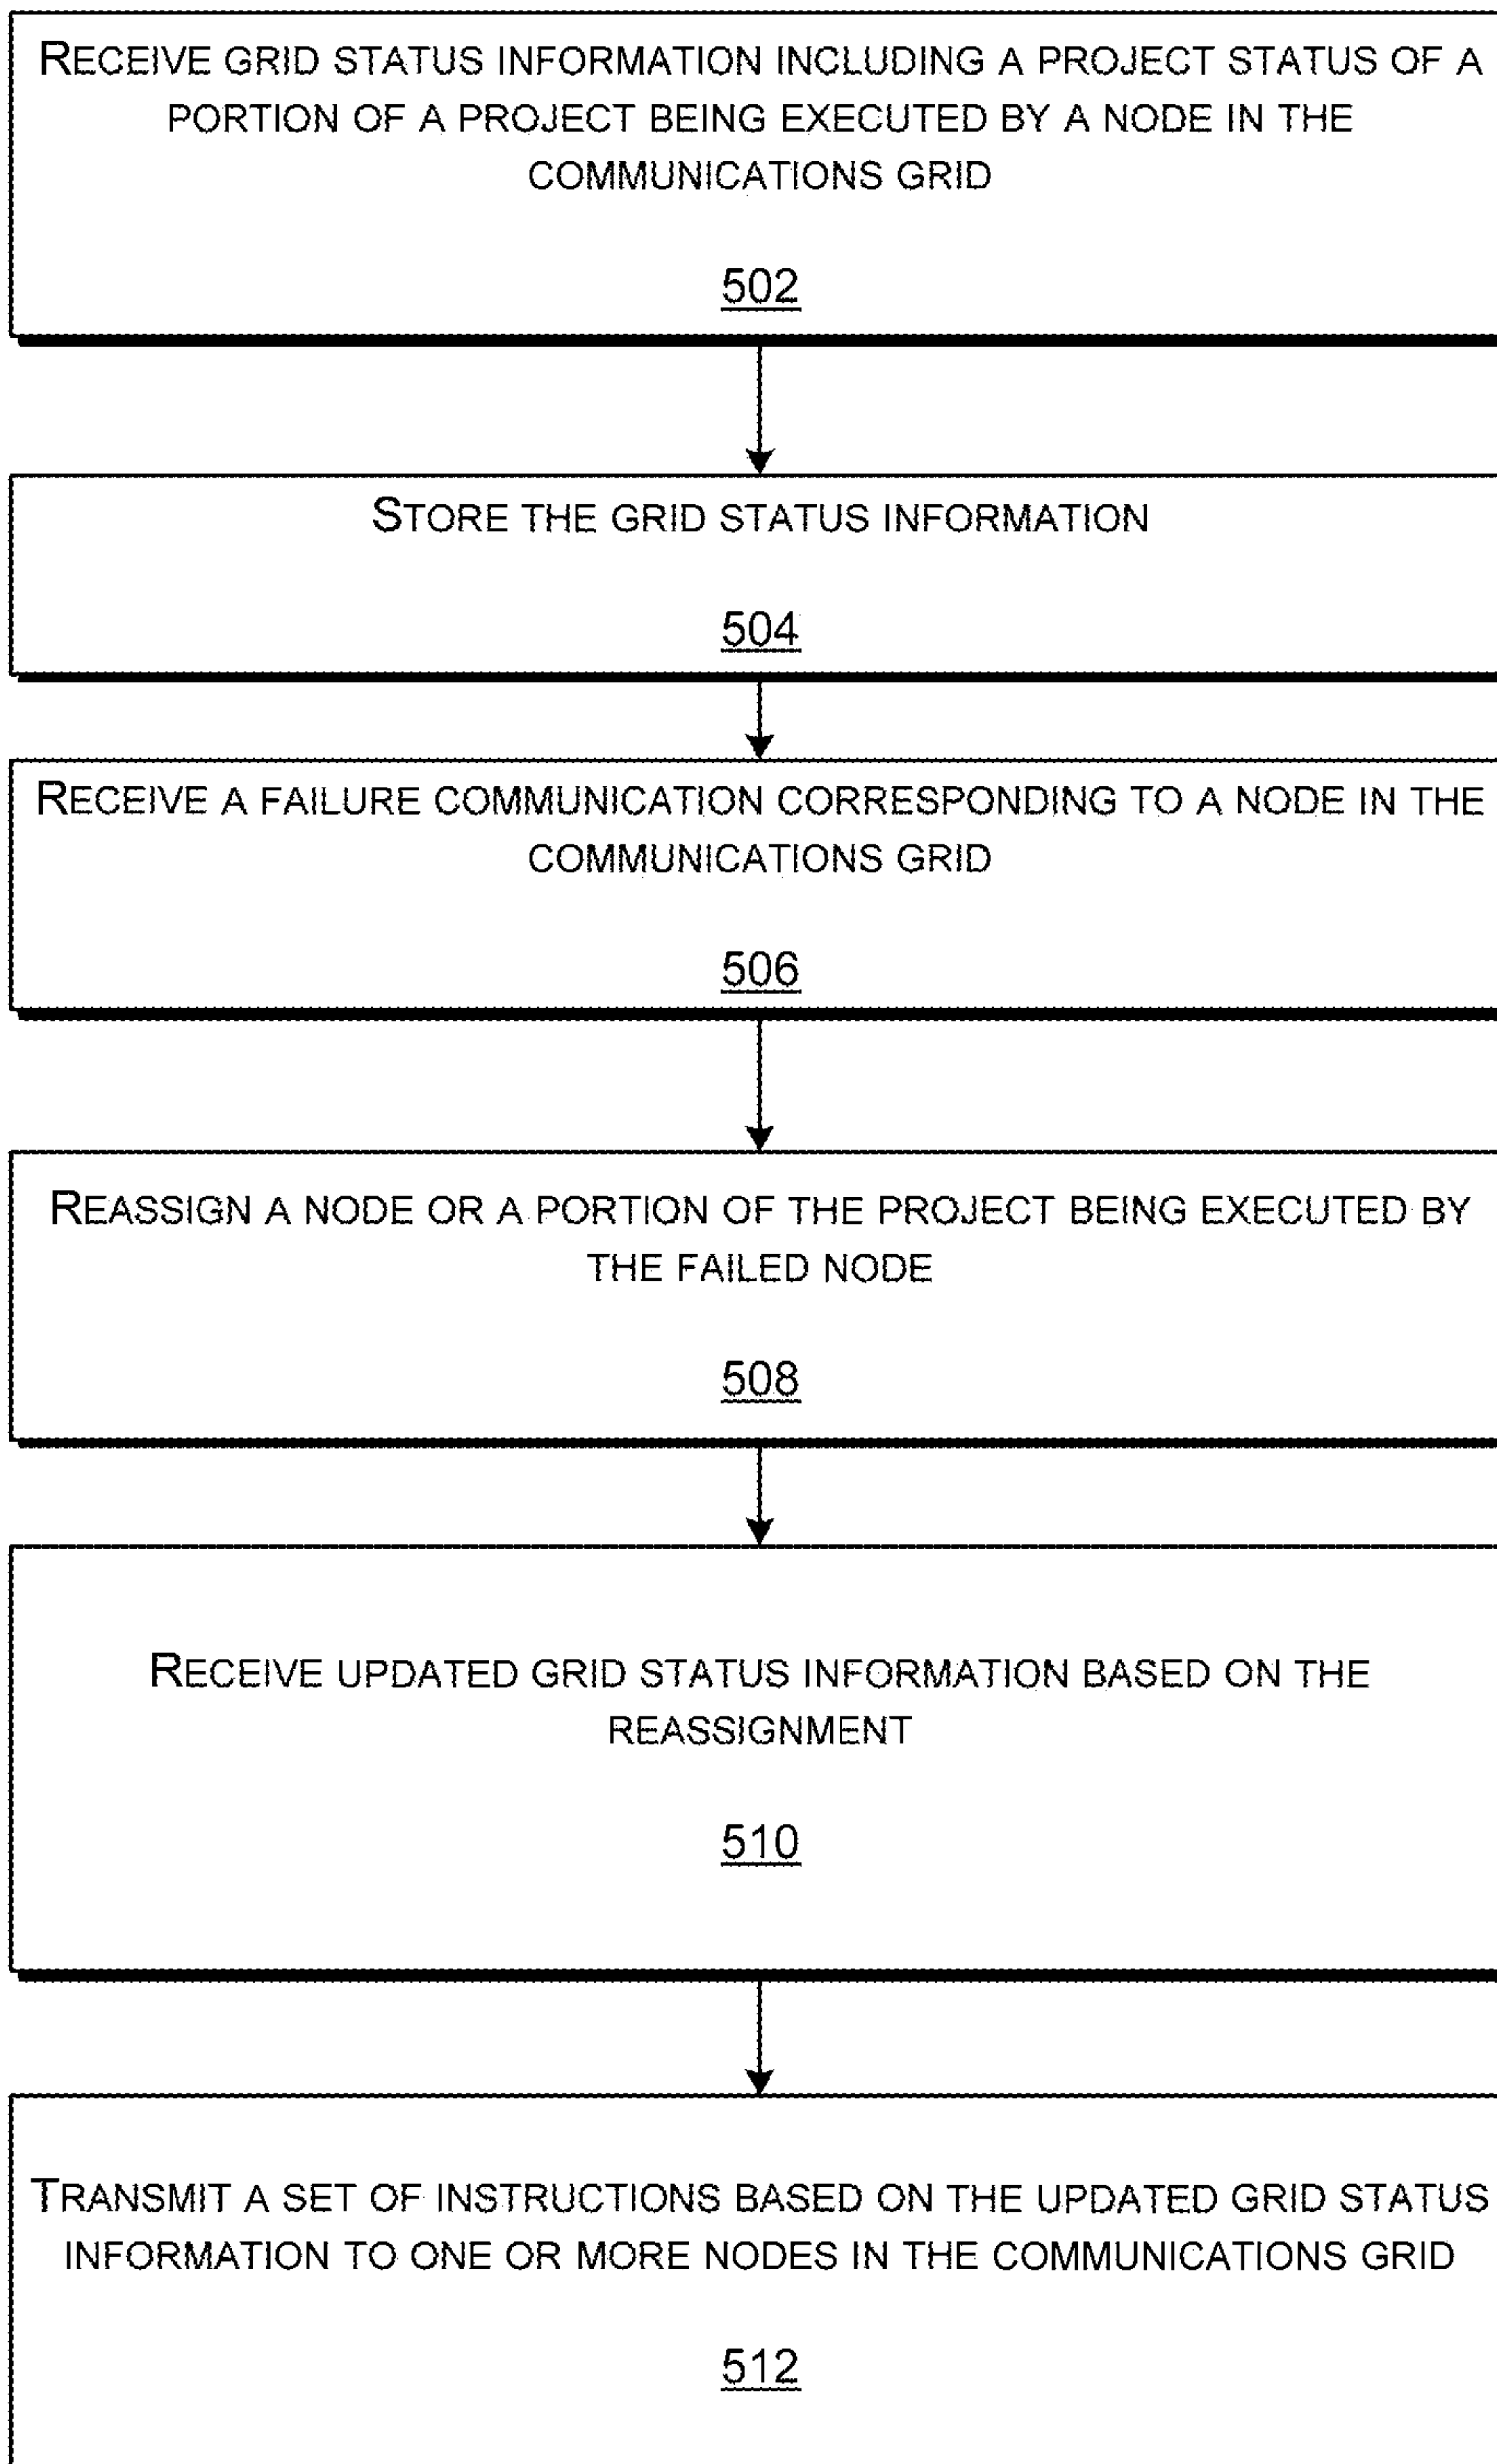 RECEIVE GRID STATUS INFORMATION INCLUDING A PROJECT STATUS OF A
PORTION OF A PROJECT BEING EXECUTED BY A NODE IN THE
COMMUNICATIONS GRID
502
STORE THE GRID STATUS INFORMATION
504
RECEIVE A FAILURE COMMUNICATION CORRESPONDING TO A NODE IN THE
COMMUNICATIONS GRID
506
REASSIGN A NODE OR A PORTION OF THE PROJECT BEING EXECUTED BY
THE FAILED NODE
508
RECEIVE UPDATED GRID STATUS INFORMATION BASED ON THE
REASSIGNMENT
510
TRANSMIT A SET OF INSTRUCTIONS BASED ON THE UPDATED GRID STATUS
INFORMATION TO ONE OR MORE NODES IN THE COMMUNICATIONS GRID
512